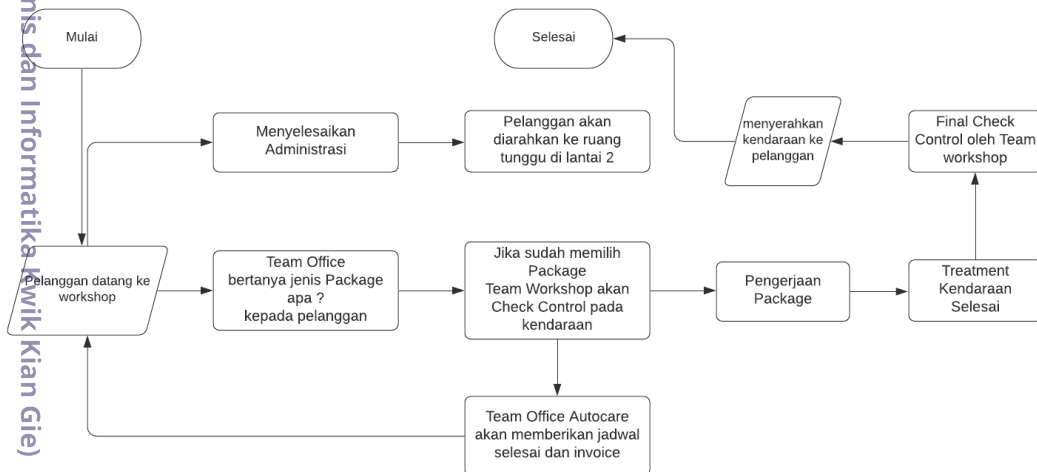 Mulai
Selesai
Menyelesaikan
Administrasi
Pelanggan akan
diarahkan ke ruang
tunggu di lantai 2
menyerahkan
kendaraan ke
pelanggan
Final Check
Control oleh Team
workshop
Pelanggan datang ke
workshop
Team Office
bertanya jenis Package
apa ?
kepada pelanggan
Jika sudah memilih
Package
Team Workshop akan
Check Control pada
kendaraan
Pengerjaan
Package
Treatment
Kendaraan
Selesai
Team Office Autocare
akan memberikan jadwal
selesai dan invoice
nis dan Informatika Kwik Kian Gie)